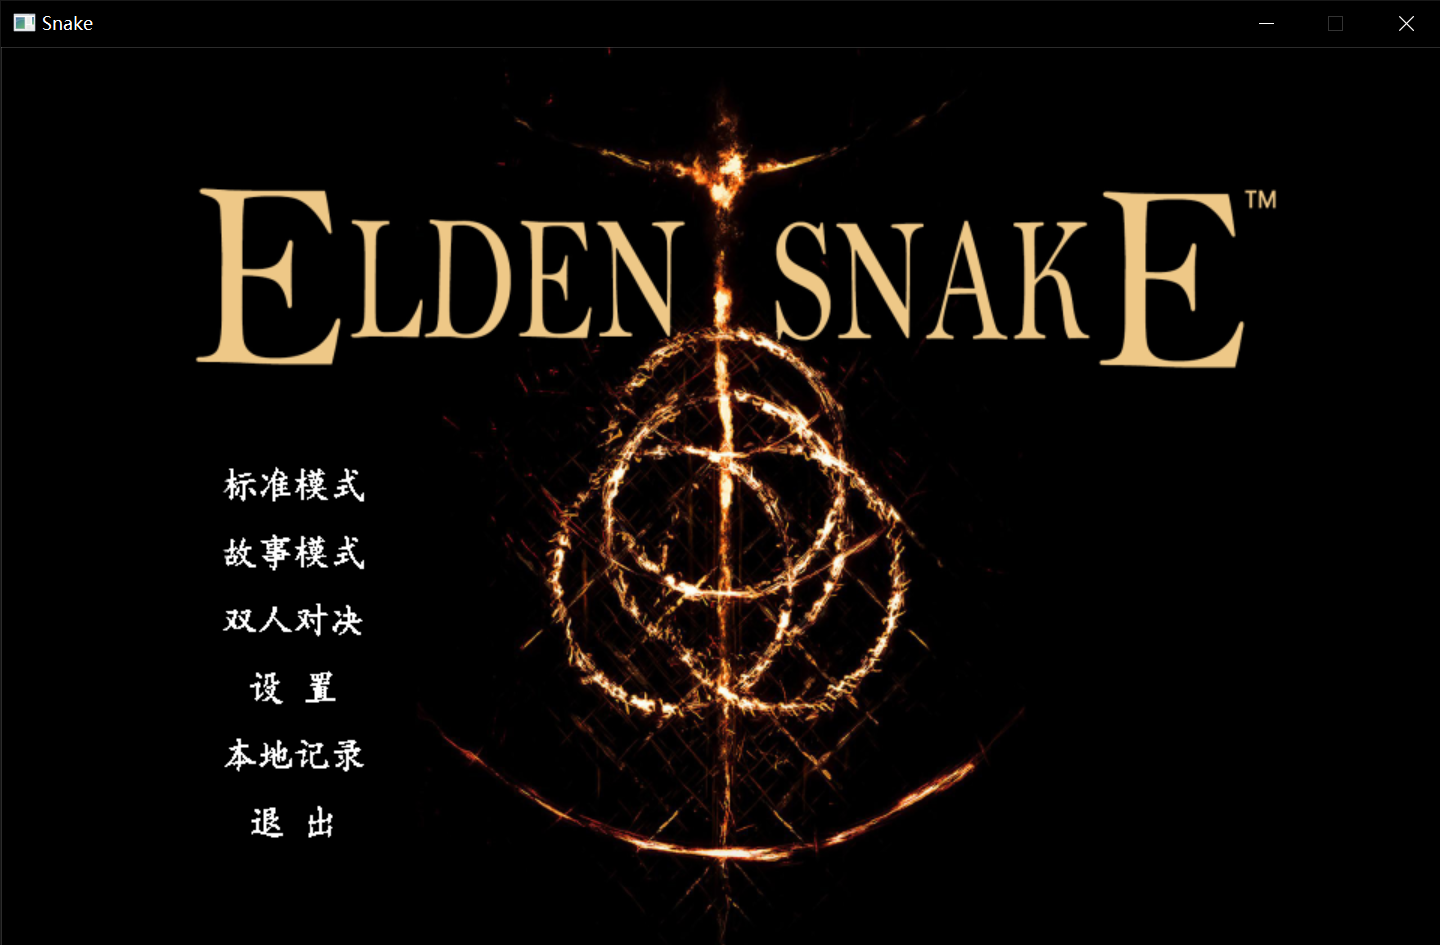 Snake
ELDEN SNAKE™
标准模式
故事模式
双人对决
设 置
本地记录
退 出